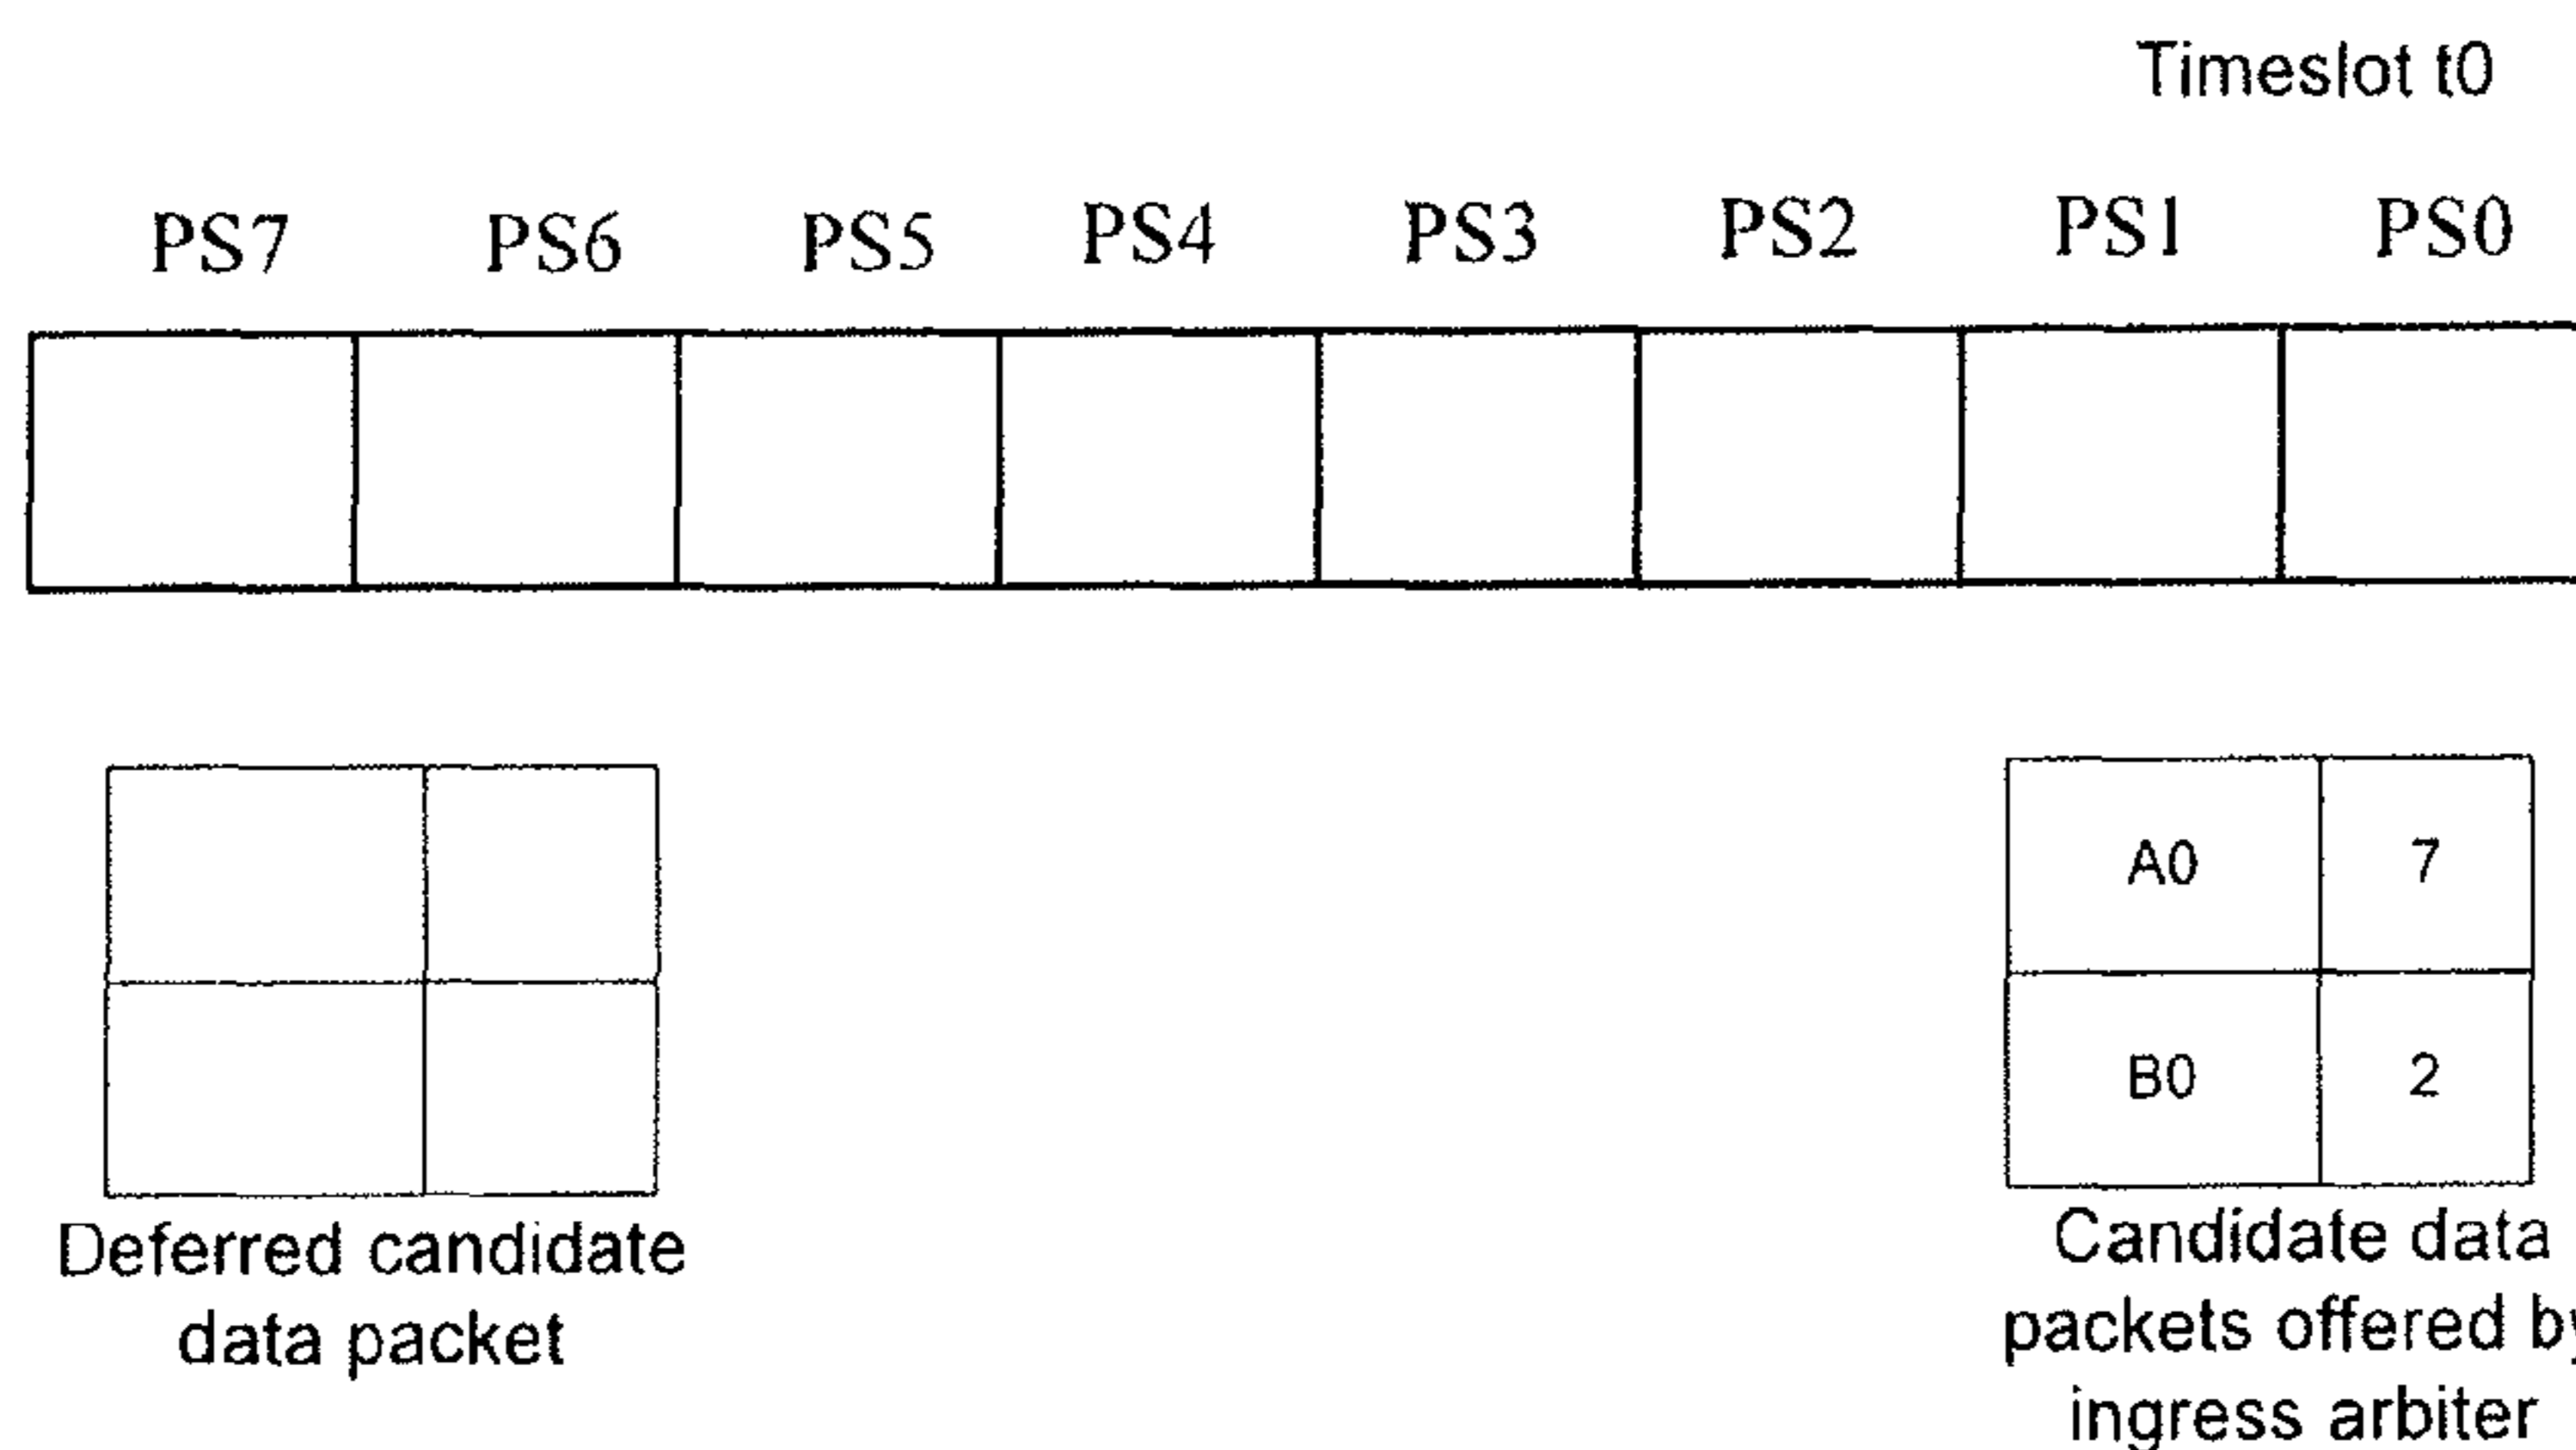 Timeslot t0
PS7 PS6 PS5 PS4 PS3 PS2 PS1 PS0
A0 7
B0 2
Deferred candidate
data packet
Candidate data
packets offered by
ingress arbiter